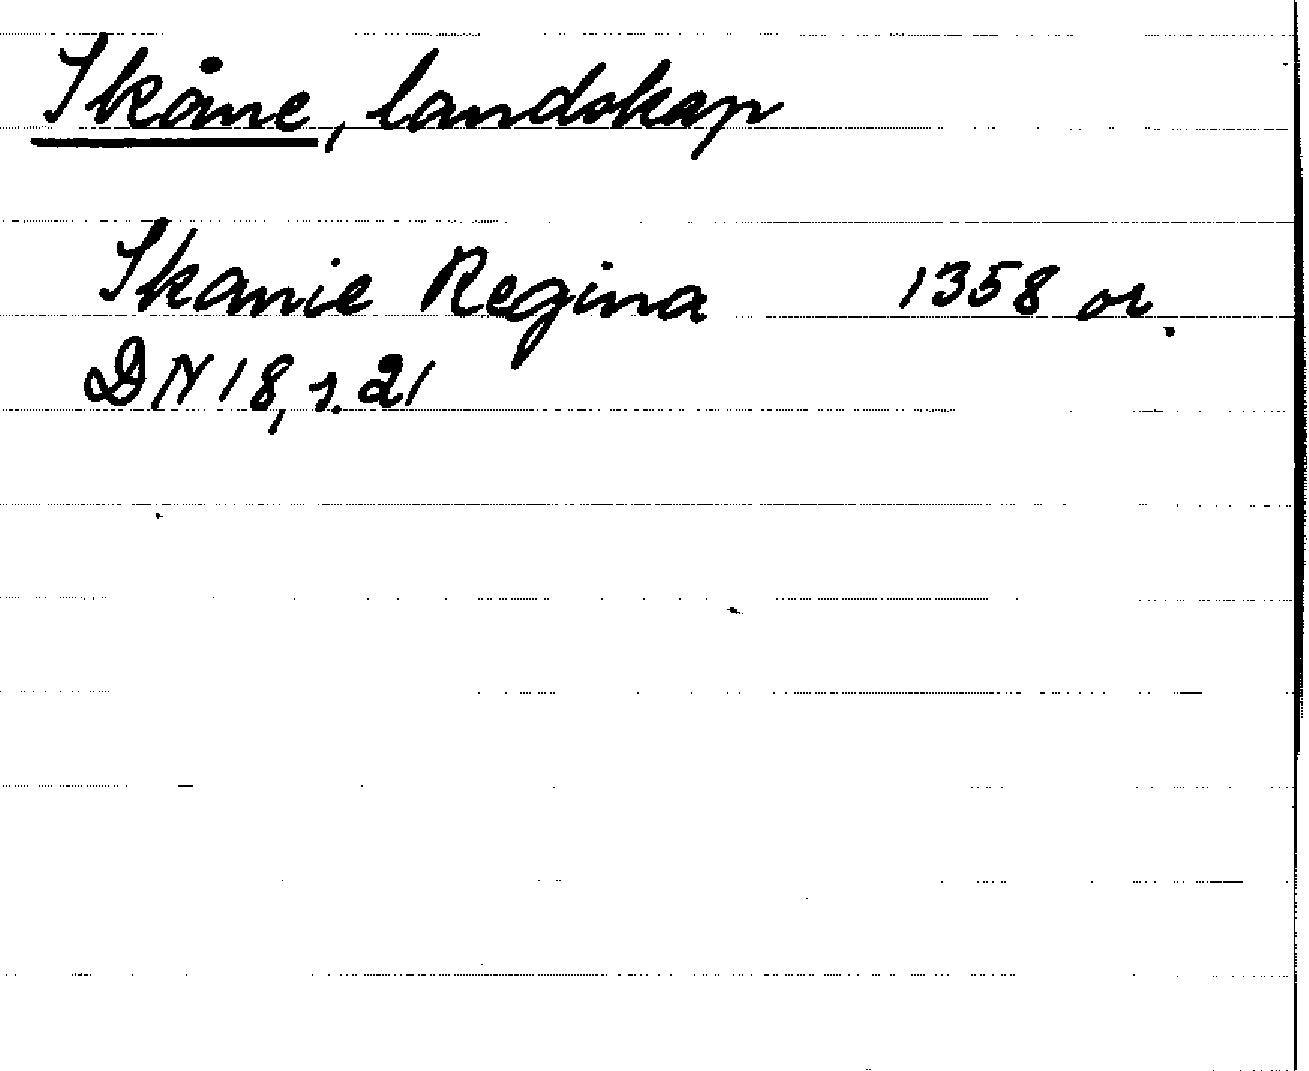 Skåne, landskap
Skanie Regina 1358 or.
DN 18, s. 21